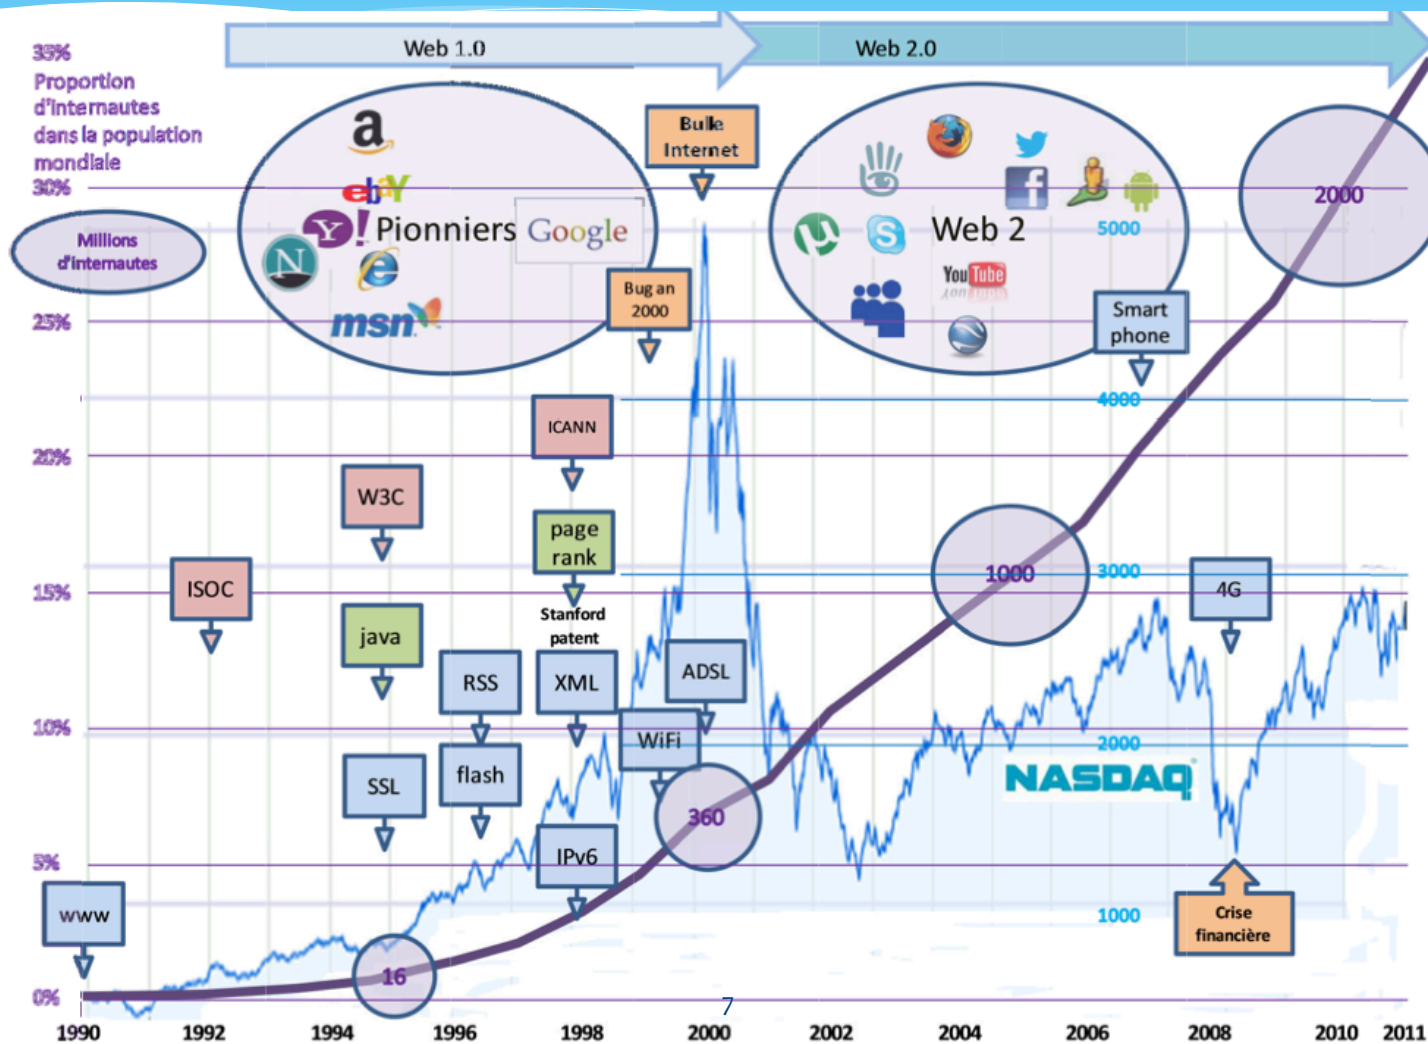 Web 1.0
Web 2.0
35%
Proportion
d'internautes
dans la population
mondiale
30%
Millions
d'internautes
25%
20%
15%
10%
5%
0%
a
ebaY
Y!
Pionniers
Google
N
e
msn
Bulle
Internet
Bug an
2000
f
µ
S
Web 2
You Tube
5000
Smart
phone
2000
4000
ICANN
W3C
page
rank
Stanford
patent
ISOC
java
1000
3000
4G
RSS
XML
ADSL
WiFi
2000
NASDAQ
SSL
flash
360
IPv6
www
1000
Crise
financière
16
7
1990
1992
1994
1996
1998
2000
2002
2004
2006
2008
2010
2011